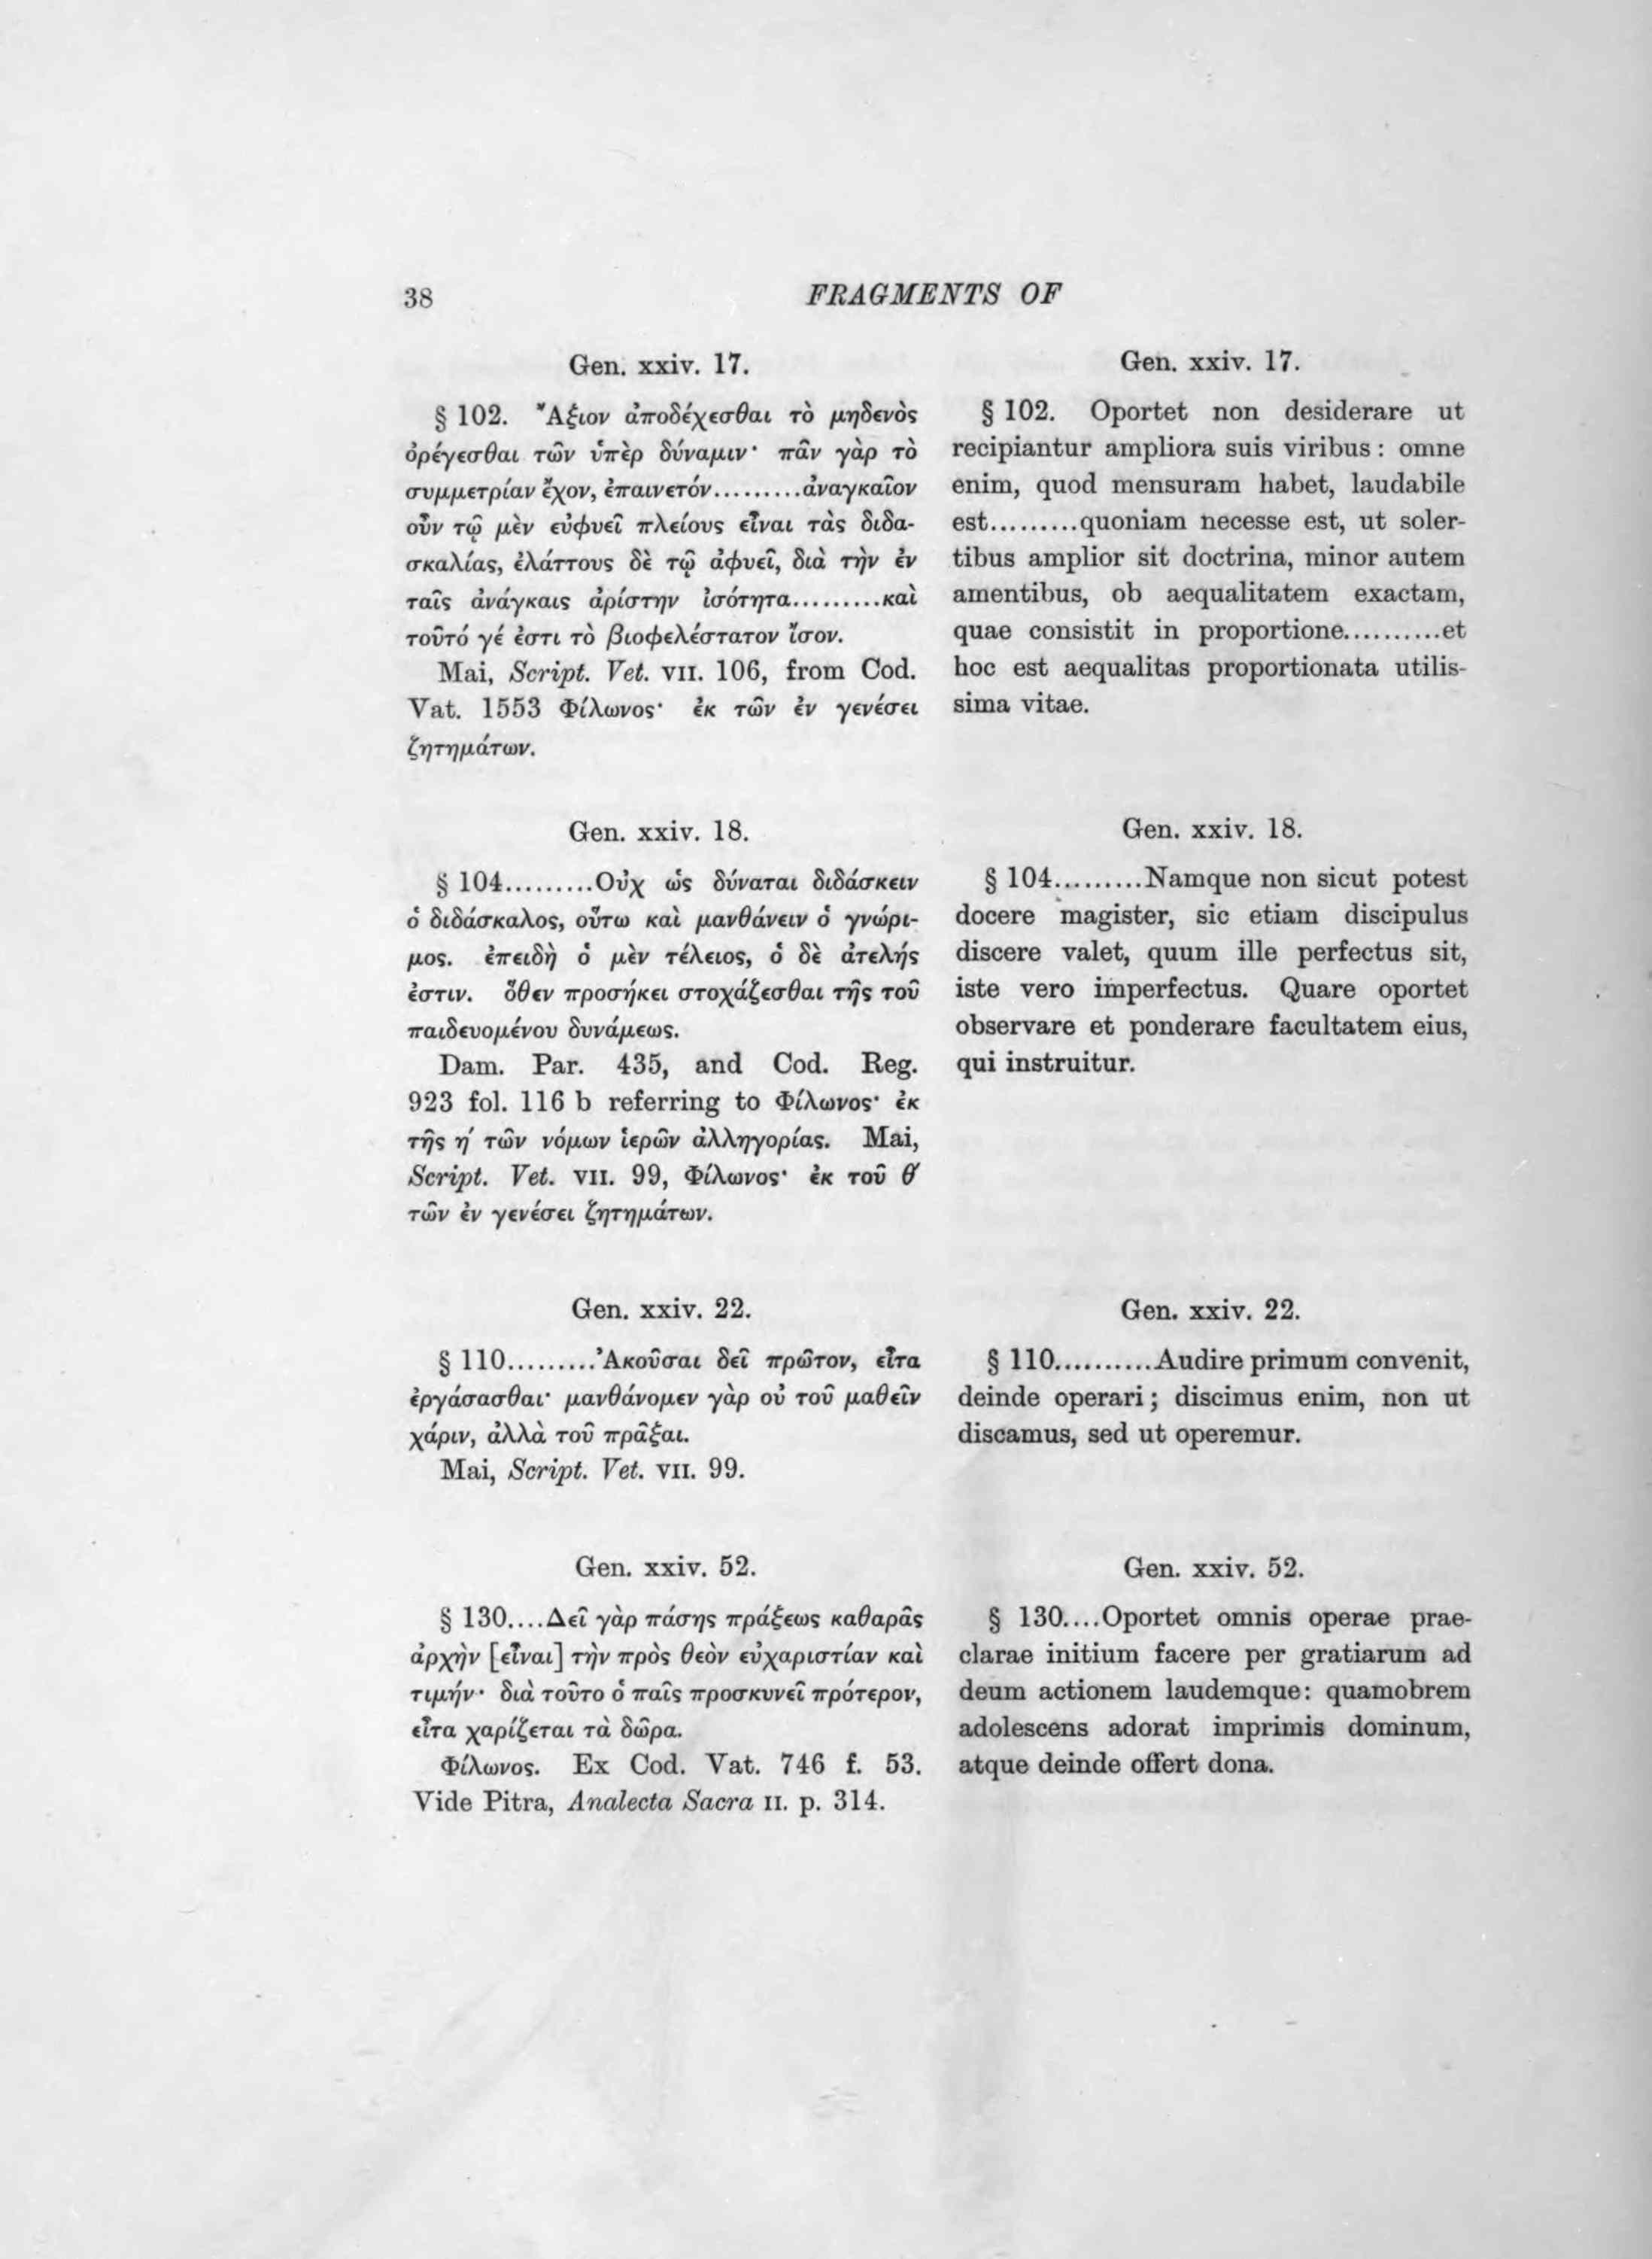 38
FRAGMENTS OF
Gen. xxiv. 17.
§ 102. Ἄξιον ἀποδέχεσθαι τὸ μηδενὸς
ὀρέγεσθαι τῶν ὑπὲρ δύναμιν· πᾶν γὰρ τὸ
συμμετρίαν ἔχον, ἐπαινετόν.........ἀναγκαῖον
οὖν τῷ μὲν εὐφυεῖ πλείους εἶναι τὰς διδα-
σκαλίας, ἐλάττους δὲ τῷ ἀφυεῖ, διὰ τὴν ἐν
ταῖς ἀνάγκαις ἀρίστην ἰσότητα.........καὶ
τοῦτό γέ ἐστι τὸ βιοφελέστατον ἴσον.
Mai, Script. Vet. VII. 106, from Cod.
Vat. 1553 Φίλωνος· ἐκ τῶν ἐν γενέσει
ζητημάτων.
Gen. xxiv. 18.
§ 104.........Οὐχ ὡς δύναται διδάσκειν
ὁ διδάσκαλος, οὕτω καὶ μανθάνειν ὁ γνώρι-
μος. ἐπειδὴ ὁ μὲν τέλειος, ὁ δὲ ἀτελής
ἐστιν. ὅθεν προσήκει στοχάζεσθαι τῆς τοῦ
παιδευομένου δυνάμεως.
Dam. Par. 435, and Cod. Reg.
923 fol. 116 b referring to Φίλωνος· ἐκ
τῆς η΄ τῶν νόμων ἱερῶν ἀλληγορίας. Mai,
Script. Vet. VII. 99, Φίλωνος· ἐκ τοῦ θ΄
τῶν ἐν γενέσει ζητημάτων.
Gen. xxiv. 22.
§ 110.........Ἀκοῦσαι δεῖ πρῶτον, εἶτα
ἐργάσασθαι· μανθάνομεν γὰρ οὐ τοῦ μαθεῖν
χάριν, ἀλλὰ τοῦ πρᾶξαι.
Mai, Script. Vet. VII. 99.
Gen. xxiv. 52.
§ 130....Δεῖ γὰρ πάσης πράξεως καθαρᾶς
ἀρχὴν [εἶναι] τὴν πρὸς θεὸν εὐχαριστίαν καὶ
τιμήν· διὰ τοῦτο ὁ παῖς προσκυνεῖ πρότερον,
εἶτα χαρίζεται τὰ δῶρα.
Φίλωνος. Ex Cod. Vat. 746 f. 53.
Vide Pitra, Analecta Sacra II. p. 314.
Gen. xxiv. 17.
§ 102. Oportet non desiderare ut
recipiantur ampliora suis viribus : omne
enim, quod mensuram habet, laudabile
est.........quoniam necesse est, ut soler-
tibus amplior sit doctrina, minor autem
amentibus, ob aequalitatem exactam,
quae consistit in proportione..........et
hoc est aequalitas proportionata utilis-
sima vitae.
Gen. xxiv. 18.
§ 104.........Namque non sicut potest
docere magister, sic etiam discipulus
discere valet, quum ille perfectus sit,
iste vero imperfectus. Quare oportet
observare et ponderare facultatem eius,
qui instruitur.
Gen. xxiv. 22.
§ 110..........Audire primum convenit,
deinde operari; discimus enim, non ut
discamus, sed ut operemur.
Gen. xxiv. 52.
§ 130....Oportet omnis operae prae-
clarae initium facere per gratiarum ad
deum actionem laudemque: quamobrem
adolescens adorat imprimis dominum,
atque deinde offert dona.